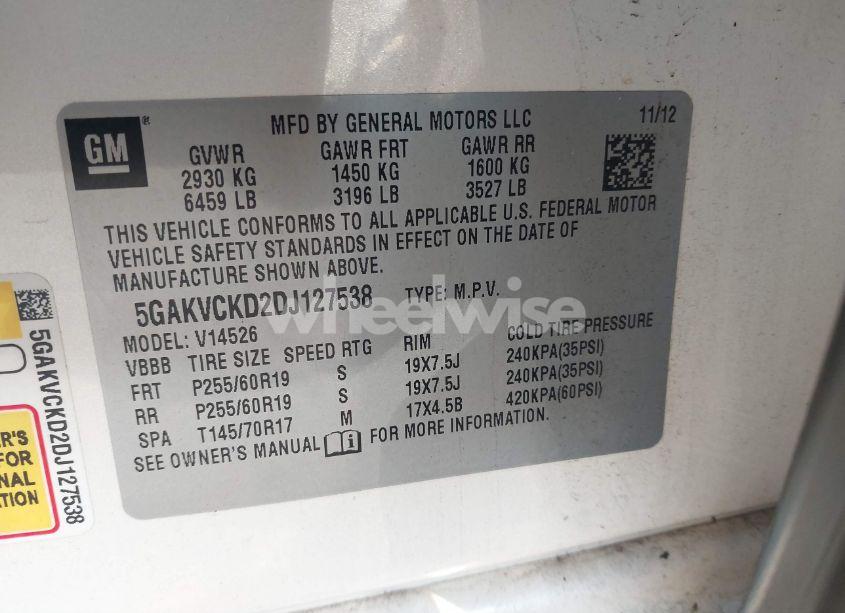 GM
MFD BY GENERAL MOTORS LLC 11/12
GVWR GAWR FRT GAWR RR
2930 KG 1450 KG 1600 KG
6459 LB 3196 LB 3527 LB
THIS VEHICLE CONFORMS TO ALL APPLICABLE U.S. FEDERAL MOTOR
VEHICLE SAFETY STANDARDS IN EFFECT ON THE DATE OF
MANUFACTURE SHOWN ABOVE.
5GAKVCKD2DJ127538 TYPE: M.P.V.
MODEL: V14526
VBBB TIRE SIZE SPEED RTG RIM COLD TIRE PRESSURE
FRT P255/60R19 S 19X7.5J 240KPA(35PSI)
RR P255/60R19 S 19X7.5J 240KPA(35PSI)
SPA T145/70R17 M 17X4.5B 420KPA(60PSI)
SEE OWNER'S MANUAL FOR MORE INFORMATION.
wheelwise
5GAKVCKD2DJ127538
R'S
FOR
NAL
TION